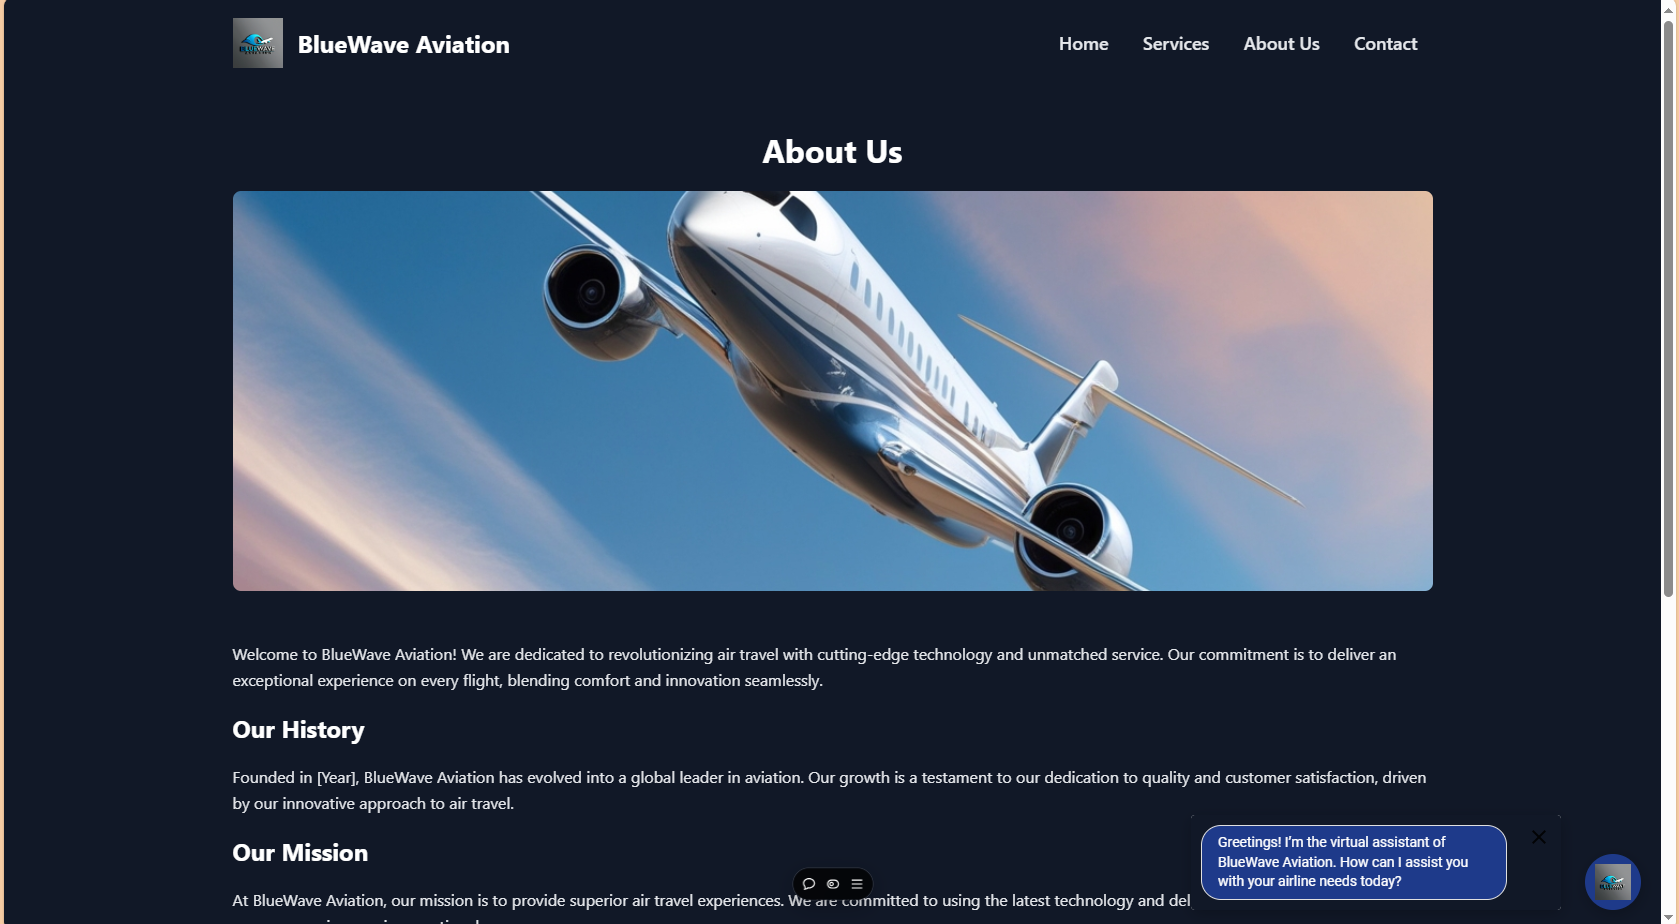 BLUEWAVE
BlueWave Aviation
Home Services About Us Contact
About Us
Welcome to BlueWave Aviation! We are dedicated to revolutionizing air travel with cutting-edge technology and unmatched service. Our commitment is to deliver an
exceptional experience on every flight, blending comfort and innovation seamlessly.
Our History
Founded in [Year], BlueWave Aviation has evolved into a global leader in aviation. Our growth is a testament to our dedication to quality and customer satisfaction, driven
by our innovative approach to air travel.
Our Mission
At BlueWave Aviation, our mission is to provide superior air travel experiences. We are committed to using the latest technology and del
Greetings! I'm the virtual assistant of
BlueWave Aviation. How can I assist you
with your airline needs today?